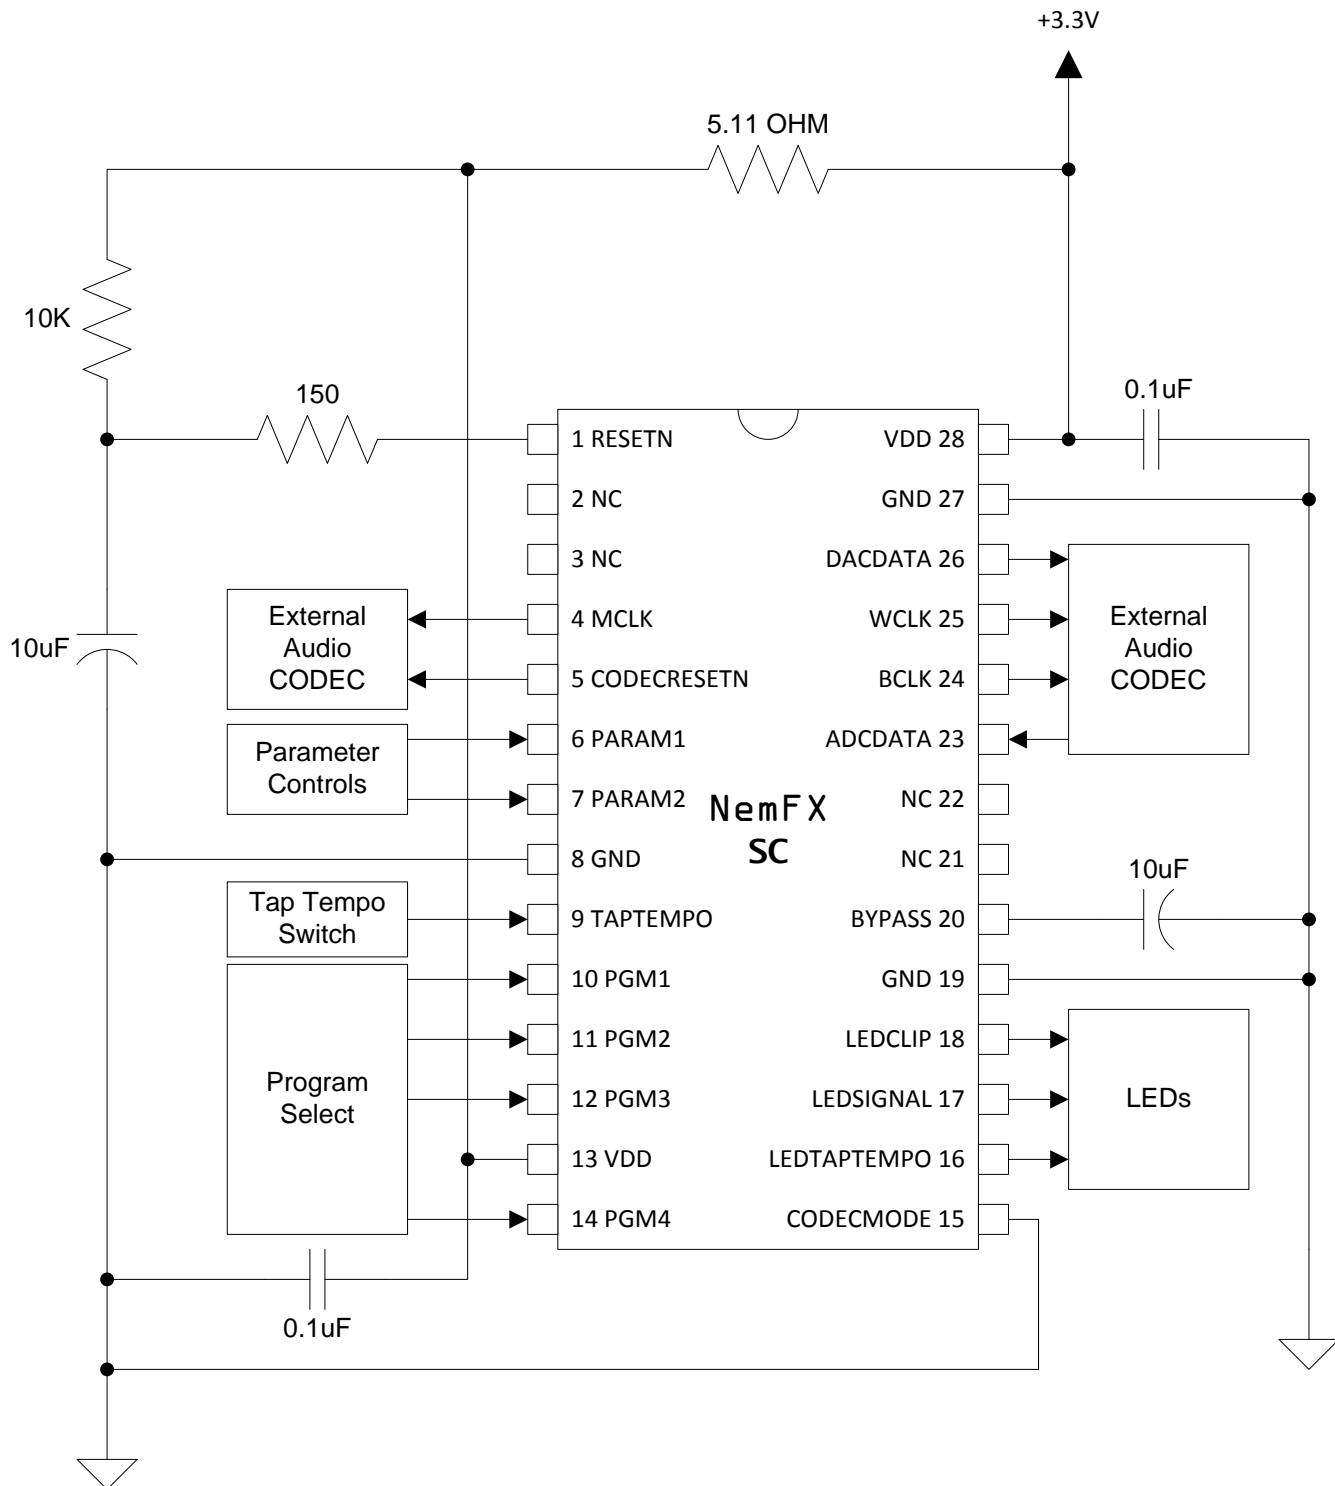 +3.3V
5.11 OHM
10K
150
0.1uF
1 RESETN
VDD 28
2 NC
GND 27
3 NC
DACDATA 26
External
Audio
CODEC
4 MCLK
WCLK 25
External
Audio
CODEC
10uF
5 CODECRESETN
BCLK 24
Parameter
Controls
6 PARAM1
ADCDATA 23
7 PARAM2
NC 22
NemFX
SC
8 GND
NC 21
10uF
Tap Tempo
Switch
9 TAPTEMPO
BYPASS 20
10 PGM1
GND 19
11 PGM2
LEDCLIP 18
Program
Select
12 PGM3
LEDSIGNAL 17
LEDs
13 VDD
LEDTAPTEMPO 16
14 PGM4
CODECMODE 15
0.1uF